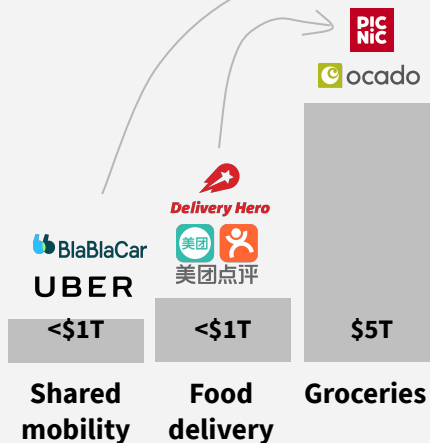 PIC
NiC
ocado
Delivery Hero
美团
BlaBlaCar
美团点评
UBER
<$1T
<$1T
$5T
Shared
mobility
Food
delivery
Groceries